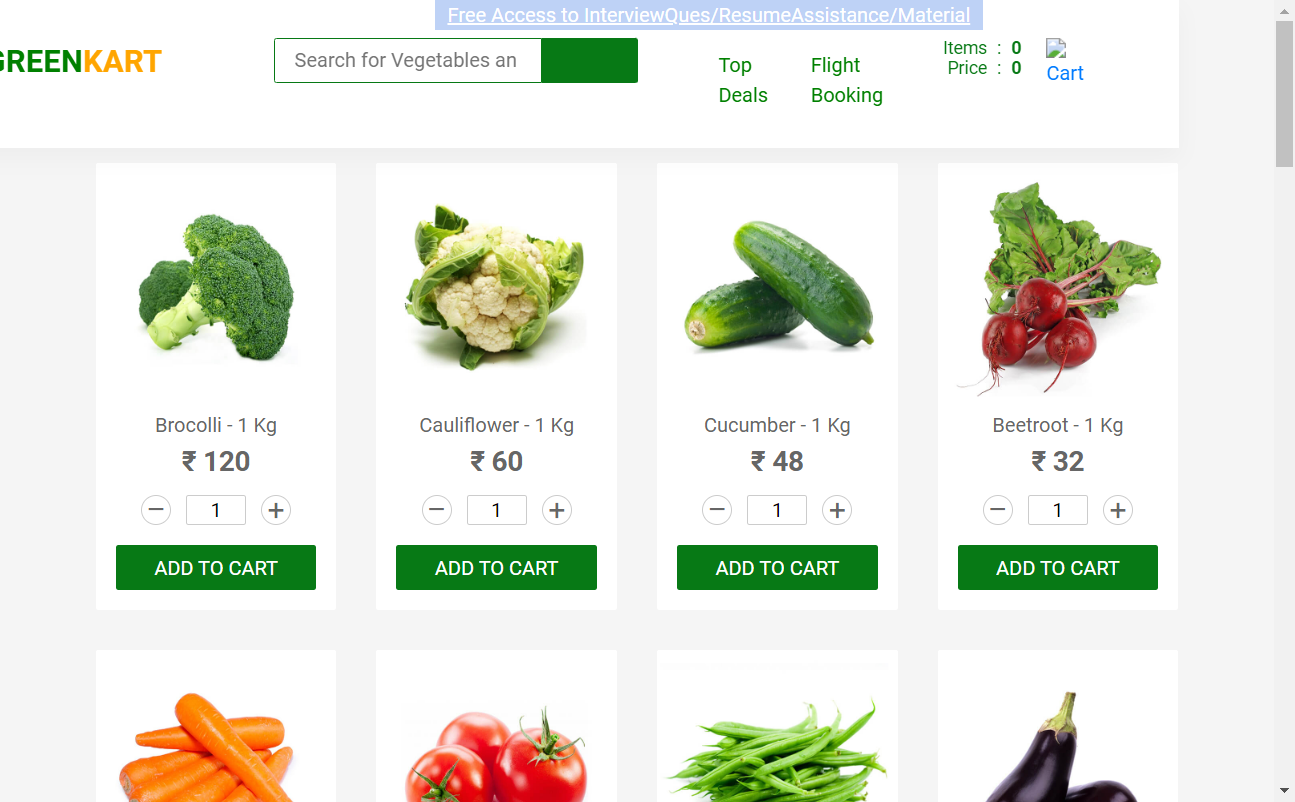 Free Access to InterviewQues/ResumeAssistance/Material
GREENKART
Search for Vegetables an
Top Deals
Flight Booking
Items : 0
Price : 0
Cart
Brocolli - 1 Kg
₹ 120
− 1 +
ADD TO CART
Cauliflower - 1 Kg
₹ 60
− 1 +
ADD TO CART
Cucumber - 1 Kg
₹ 48
− 1 +
ADD TO CART
Beetroot - 1 Kg
₹ 32
− 1 +
ADD TO CART